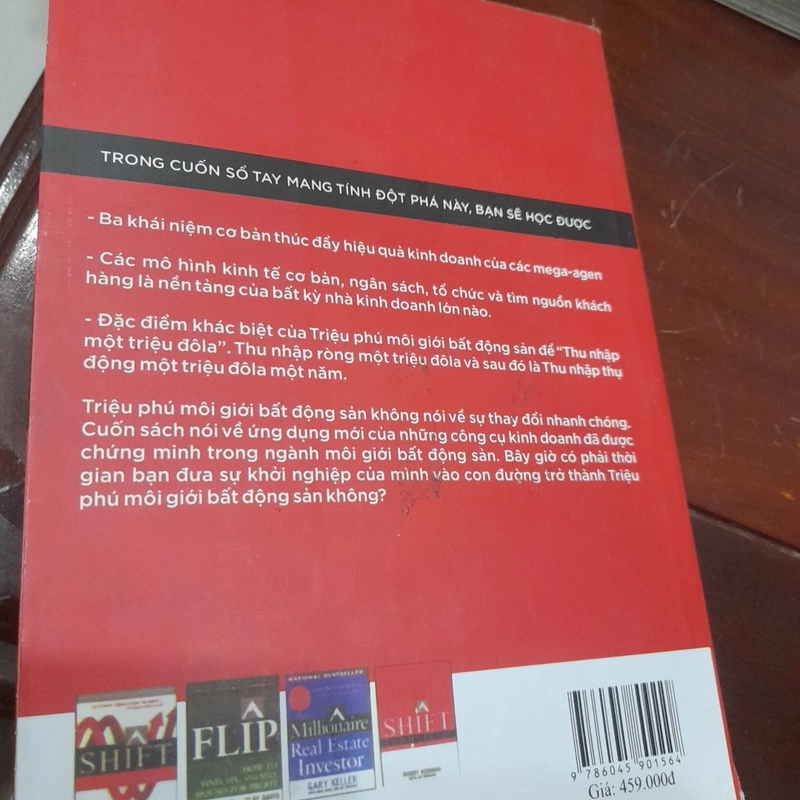 TRONG CUỐN SỔ TAY MANG TÍNH ĐỘT PHÁ NÀY, BẠN SẼ HỌC ĐƯỢC
- Ba khái niệm cơ bản thúc đẩy hiệu quả kinh doanh của các mega-agen
- Các mô hình kinh tế cơ bản, ngân sách, tổ chức và tìm nguồn khách
hàng là nền tảng của bất kỳ nhà kinh doanh lớn nào.
- Đặc điểm khác biệt của Triệu phú môi giới bất động sản để “Thu nhập
một triệu đôla”. Thu nhập ròng một triệu đôla và sau đó là Thu nhập thụ
động một triệu đôla một năm.
Triệu phú môi giới bất động sản không nói về sự thay đổi nhanh chóng.
Cuốn sách nói về ứng dụng mới của những công cụ kinh doanh đã được
chứng minh trong ngành môi giới bất động sản. Bây giờ có phải thời
gian bạn đưa sự khởi nghiệp của mình vào con đường trở thành Triệu
phú môi giới bất động sản không?
SHIFT
FLIP
HOW TO
FIND, FIX, AND SELL
HOUSES FOR PROFIT
NATIONAL BESTSELLER
Millionaire
Real Estate
Investor
GARY KELLER
SHIFT
9 786045 901564
Giá: 459.000đ